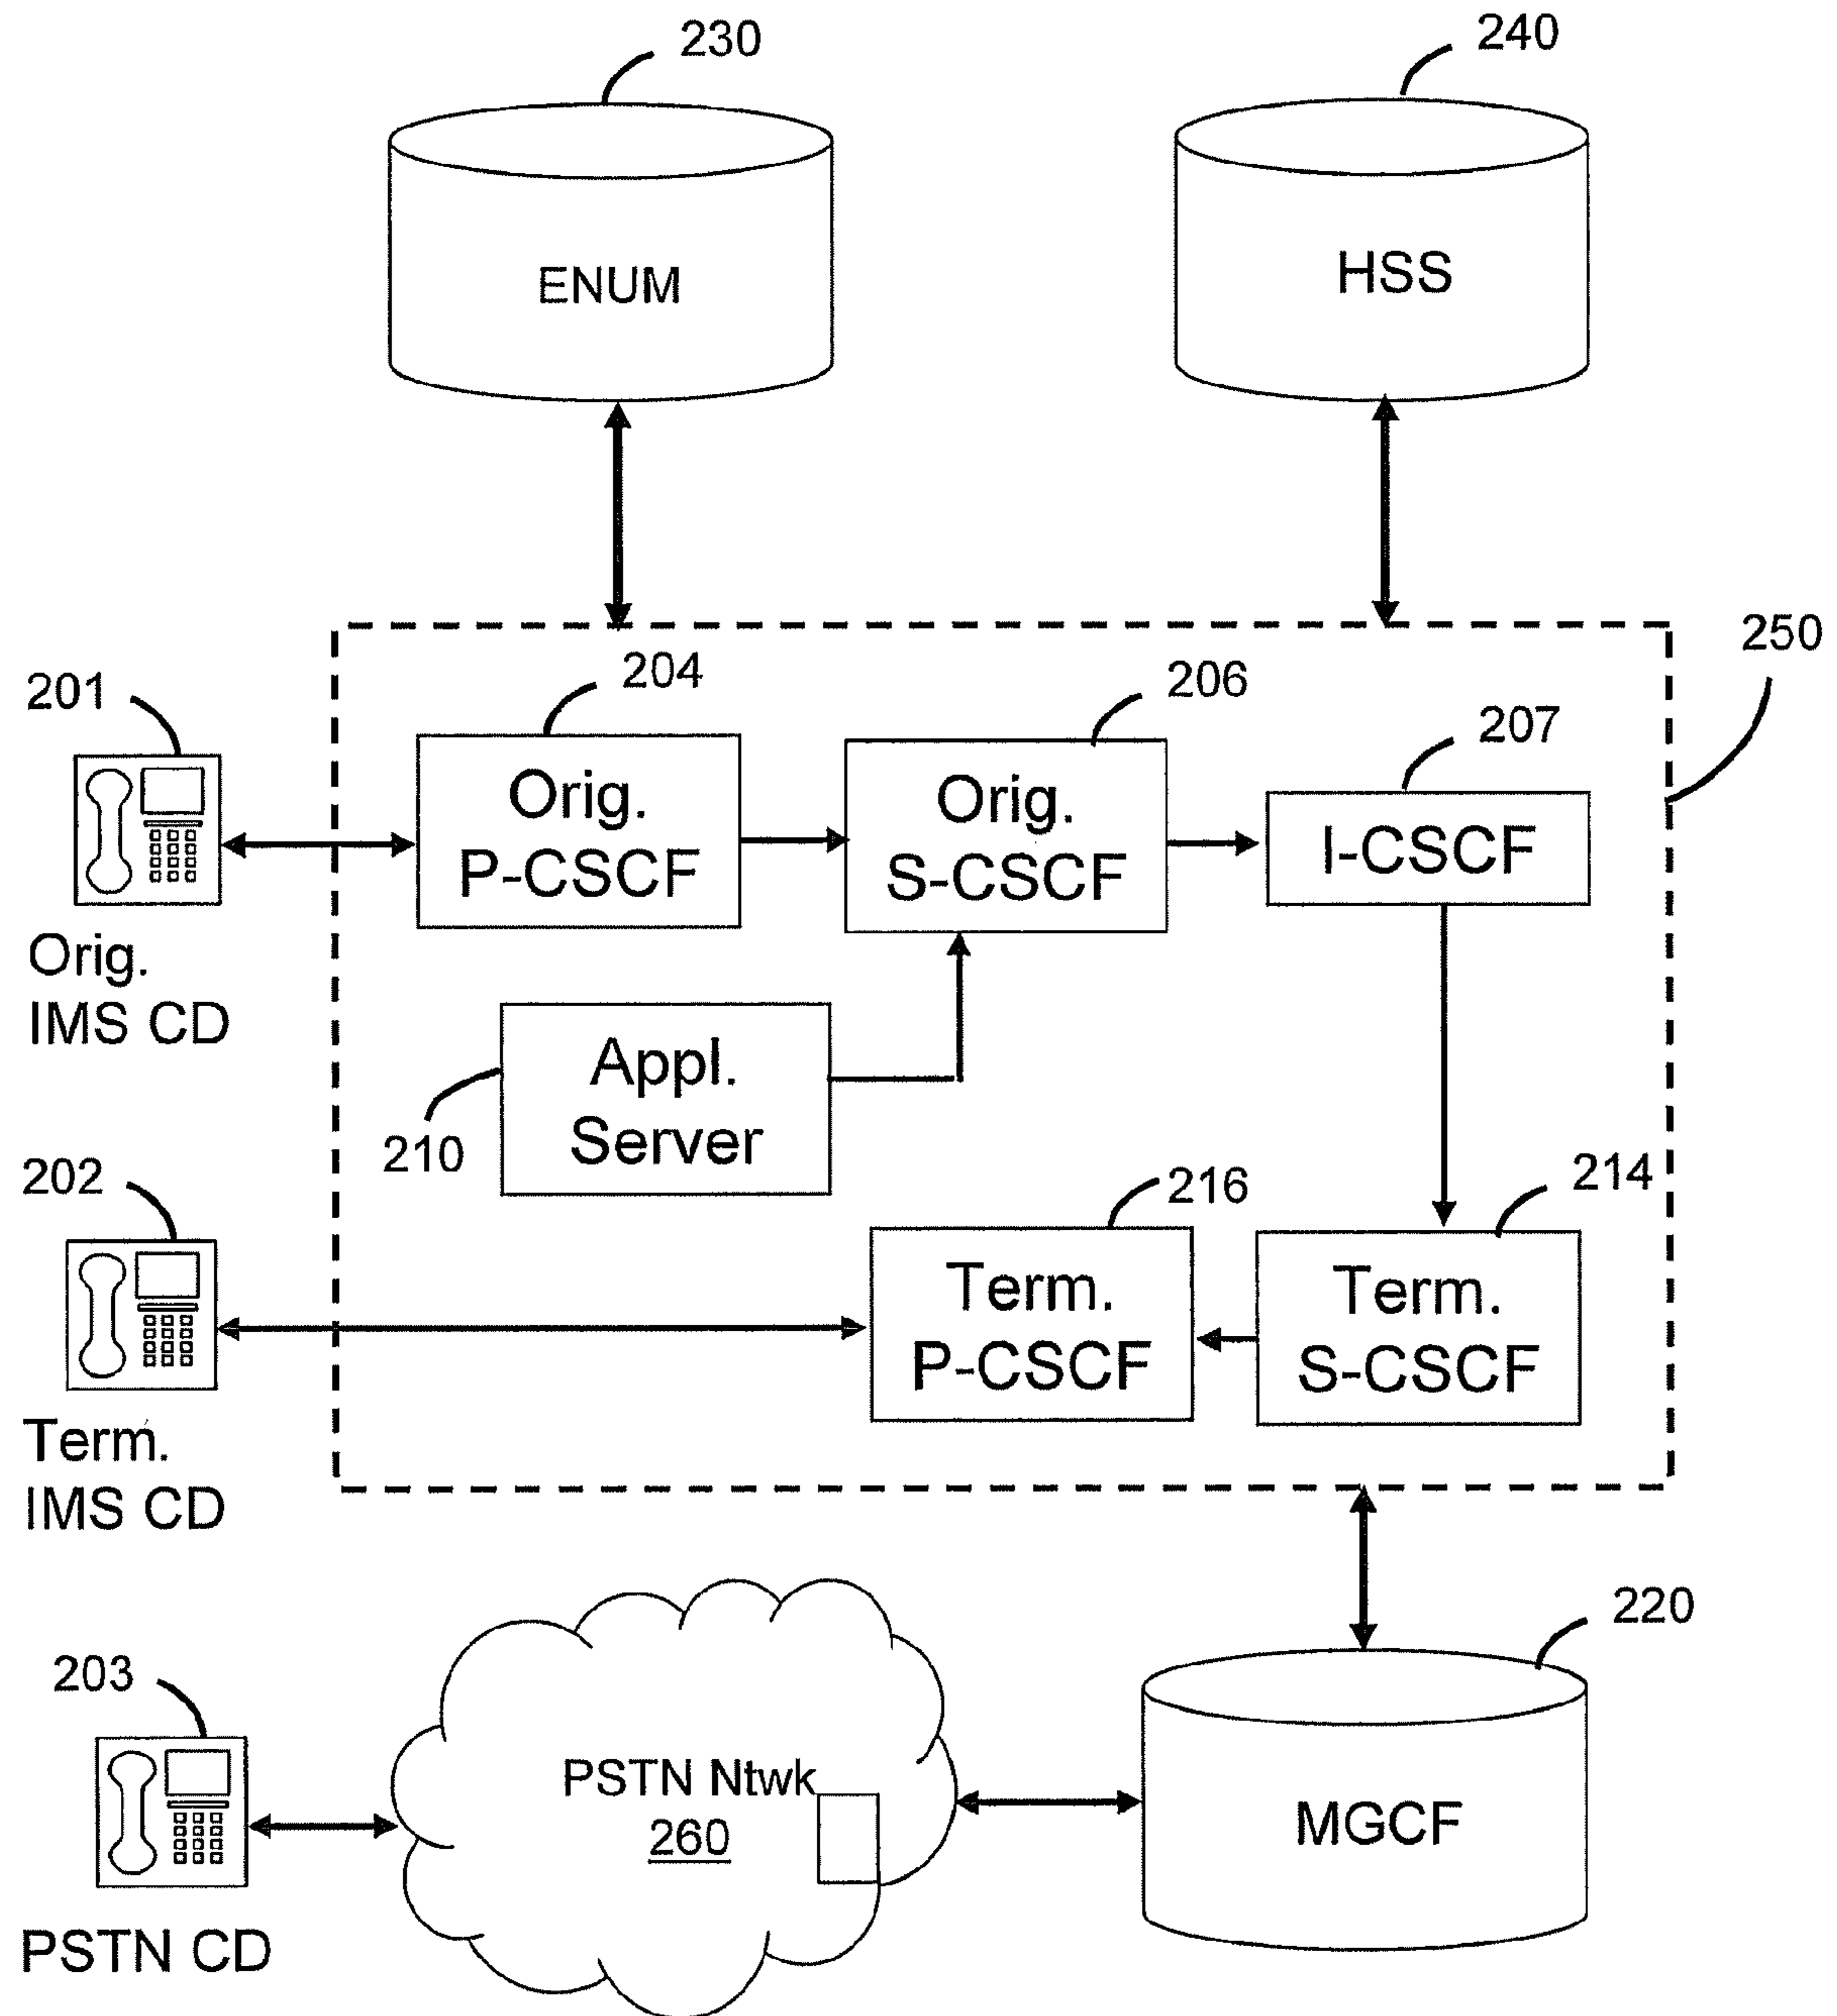 230
240
ENUM
HSS
250
204
206
201
207
Orig.
P-CSCF
Orig.
S-CSCF
I-CSCF
Orig.
IMS CD
Appl.
Server
210
202
216
214
Term.
P-CSCF
Term.
S-CSCF
Term.
IMS CD
220
203
PSTN Ntwk
260
MGCF
PSTN CD